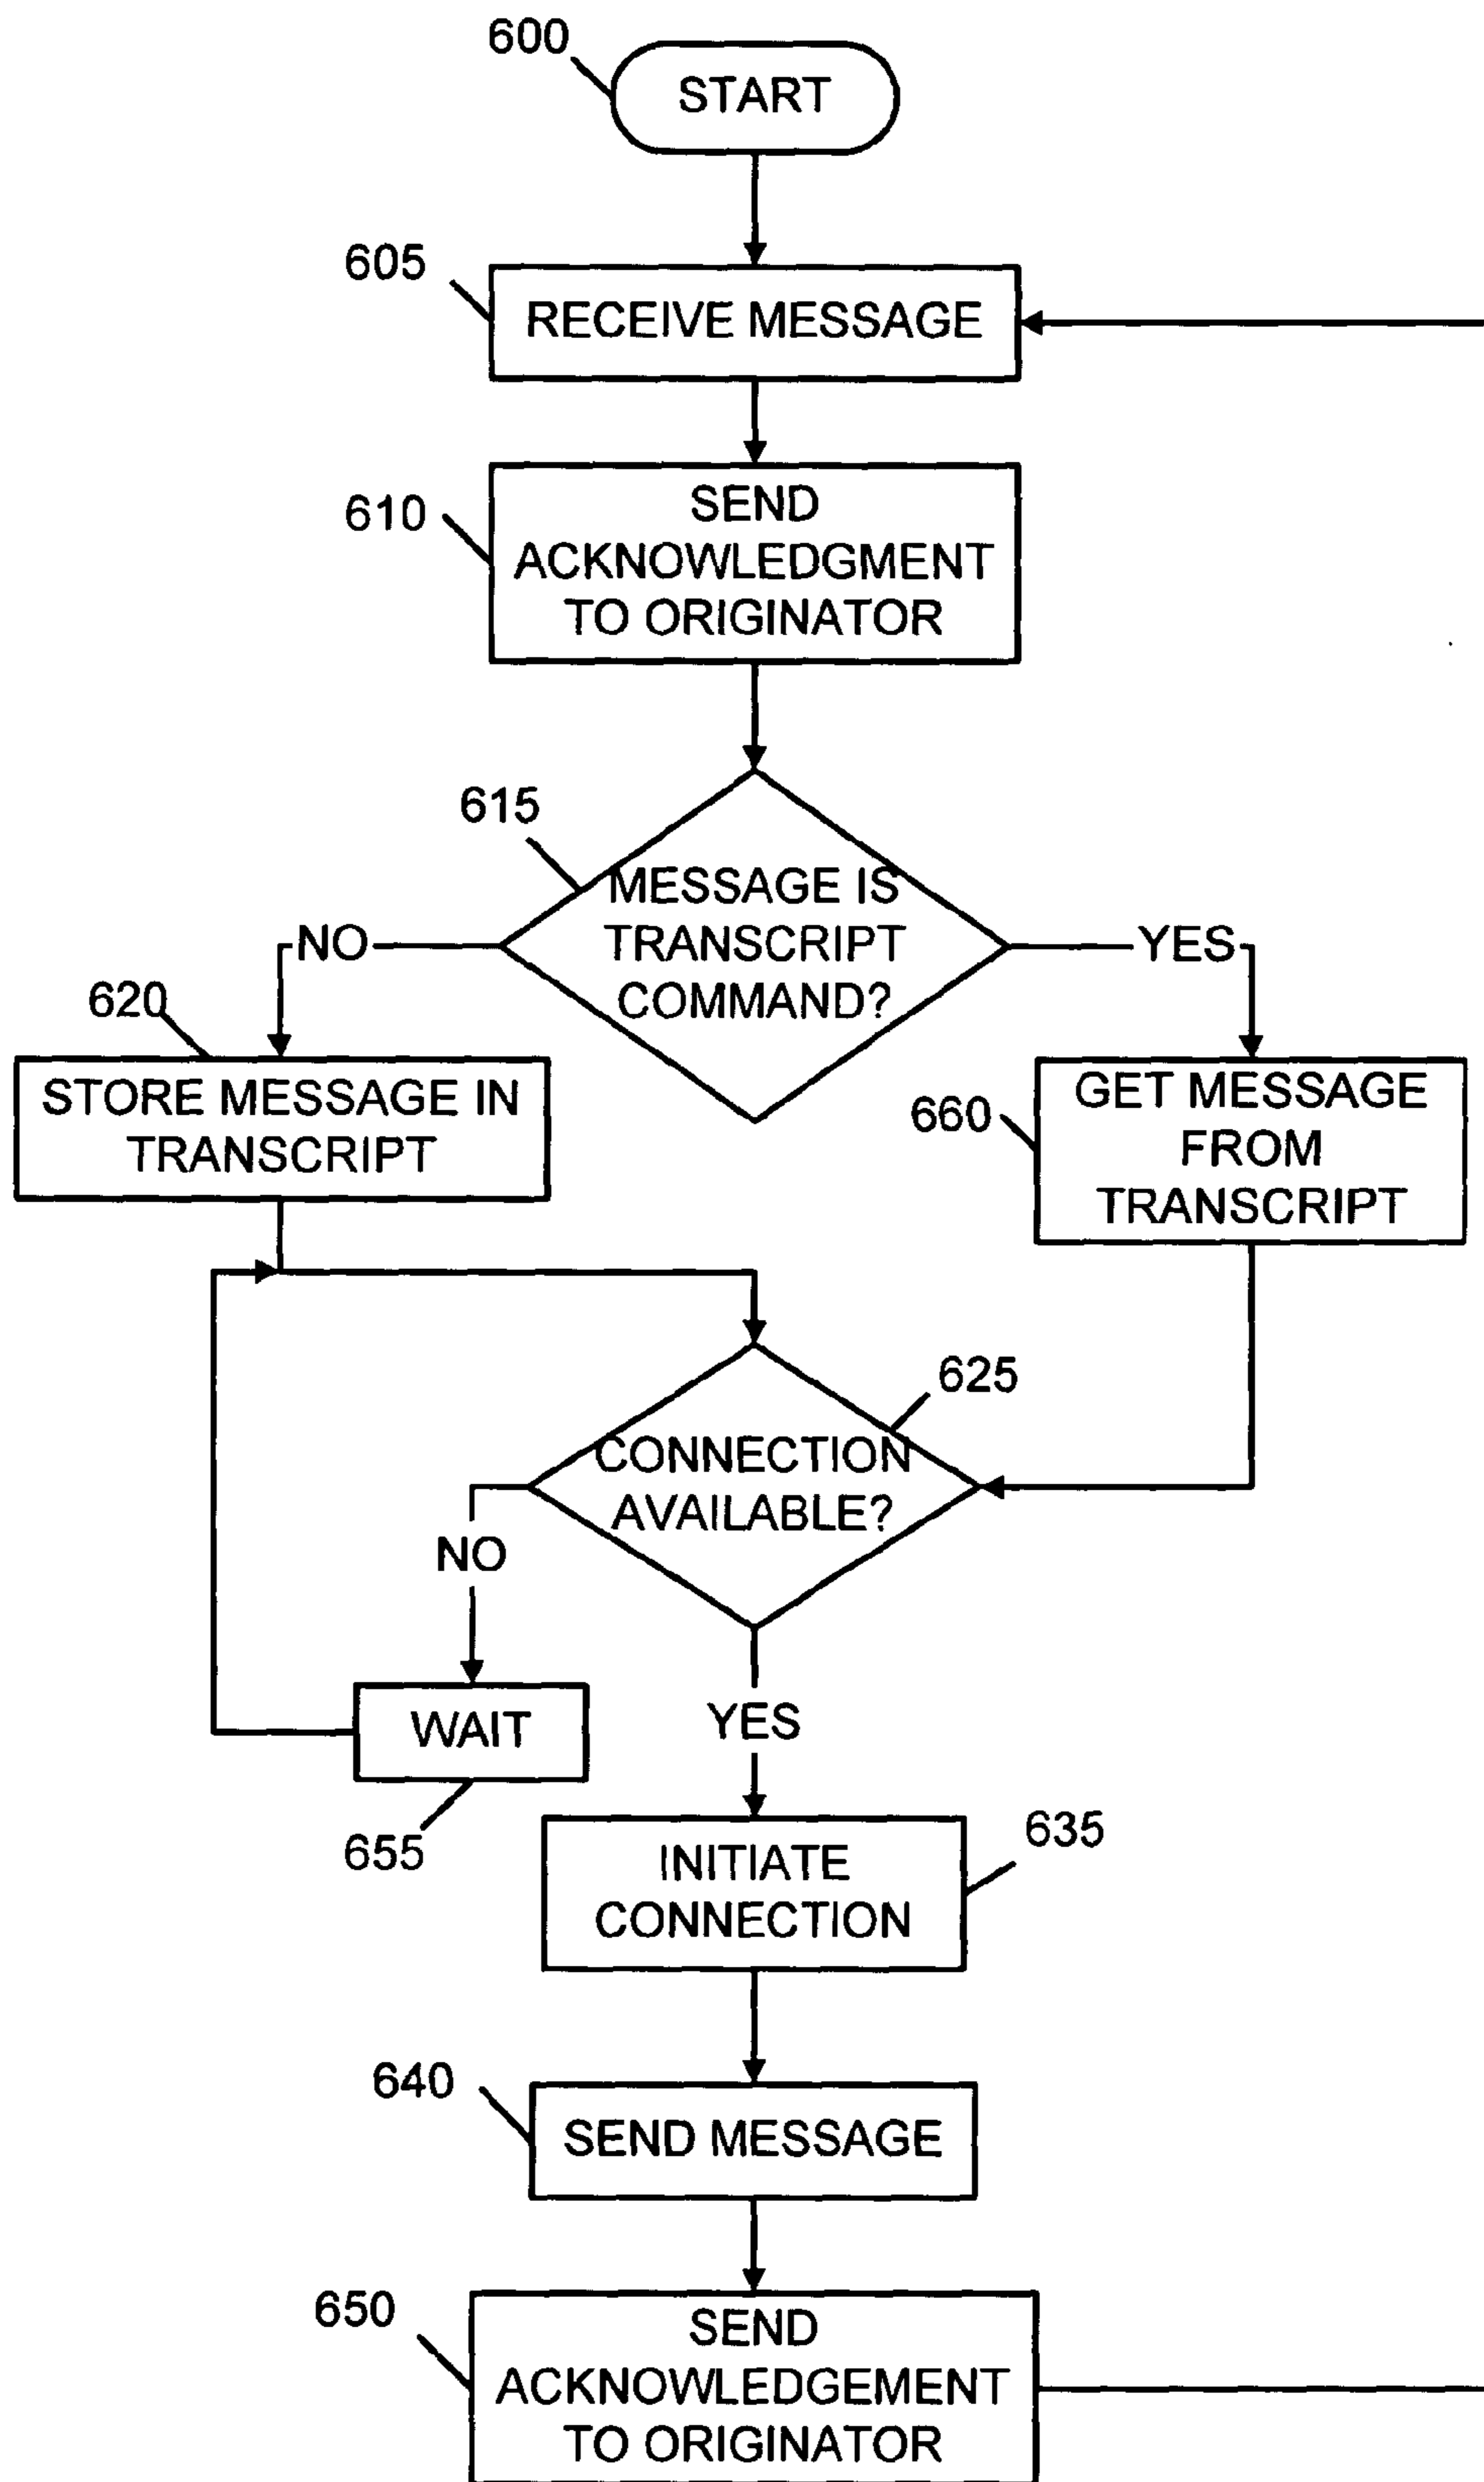 600
START
605
RECEIVE MESSAGE
610
SEND
ACKNOWLEDGMENT
TO ORIGINATOR
615
MESSAGE IS
TRANSCRIPT
COMMAND?
NO
YES
620
STORE MESSAGE IN
TRANSCRIPT
660
GET MESSAGE
FROM
TRANSCRIPT
625
CONNECTION
AVAILABLE?
NO
WAIT
655
YES
INITIATE
CONNECTION
635
640
SEND MESSAGE
650
SEND
ACKNOWLEDGEMENT
TO ORIGINATOR